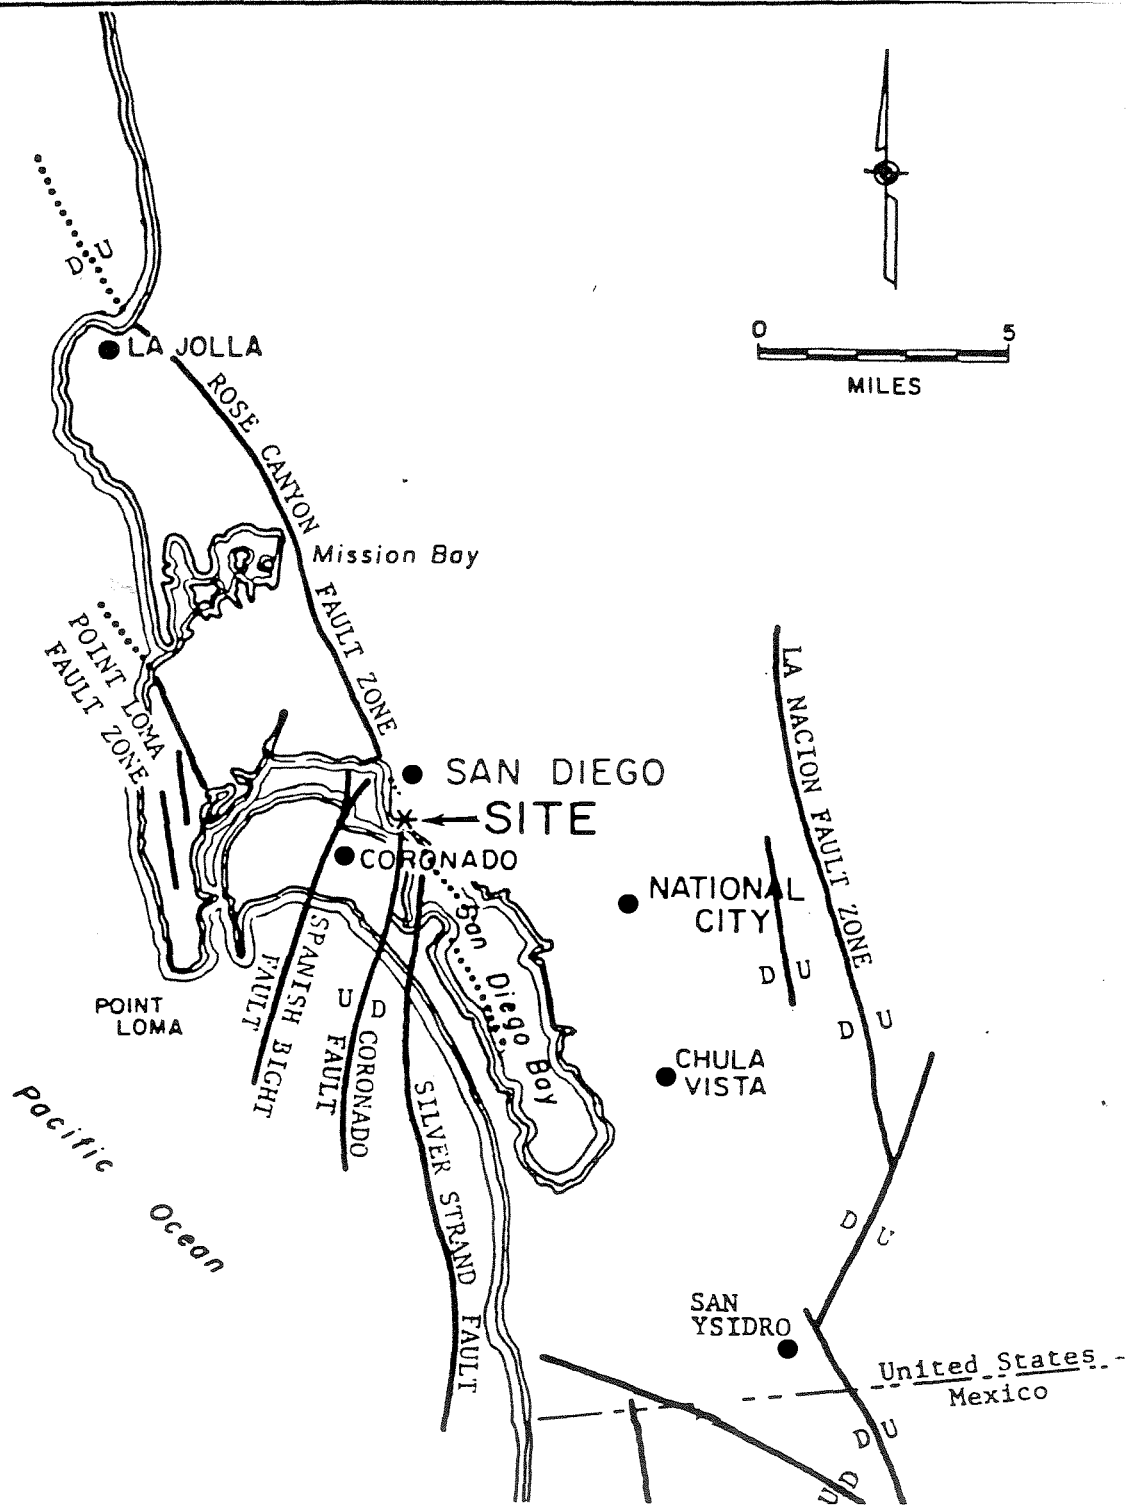 U
D
0 5
MILES
LA JOLLA
ROSE CANYON
FAULT ZONE
Mission Bay
POINT LOMA
FAULT ZONE
LA NACION FAULT ZONE
SAN DIEGO
SITE
CORONADO
NATIONAL
CITY
San Diego Bay
D U
SPANISH BIGHT
FAULT
POINT
LOMA
U D
CORONADO
FAULT
D U
CHULA
VISTA
SILVER STRAND FAULT
Pacific Ocean
D U
SAN
YSIDRO
United States
Mexico
D U
U D